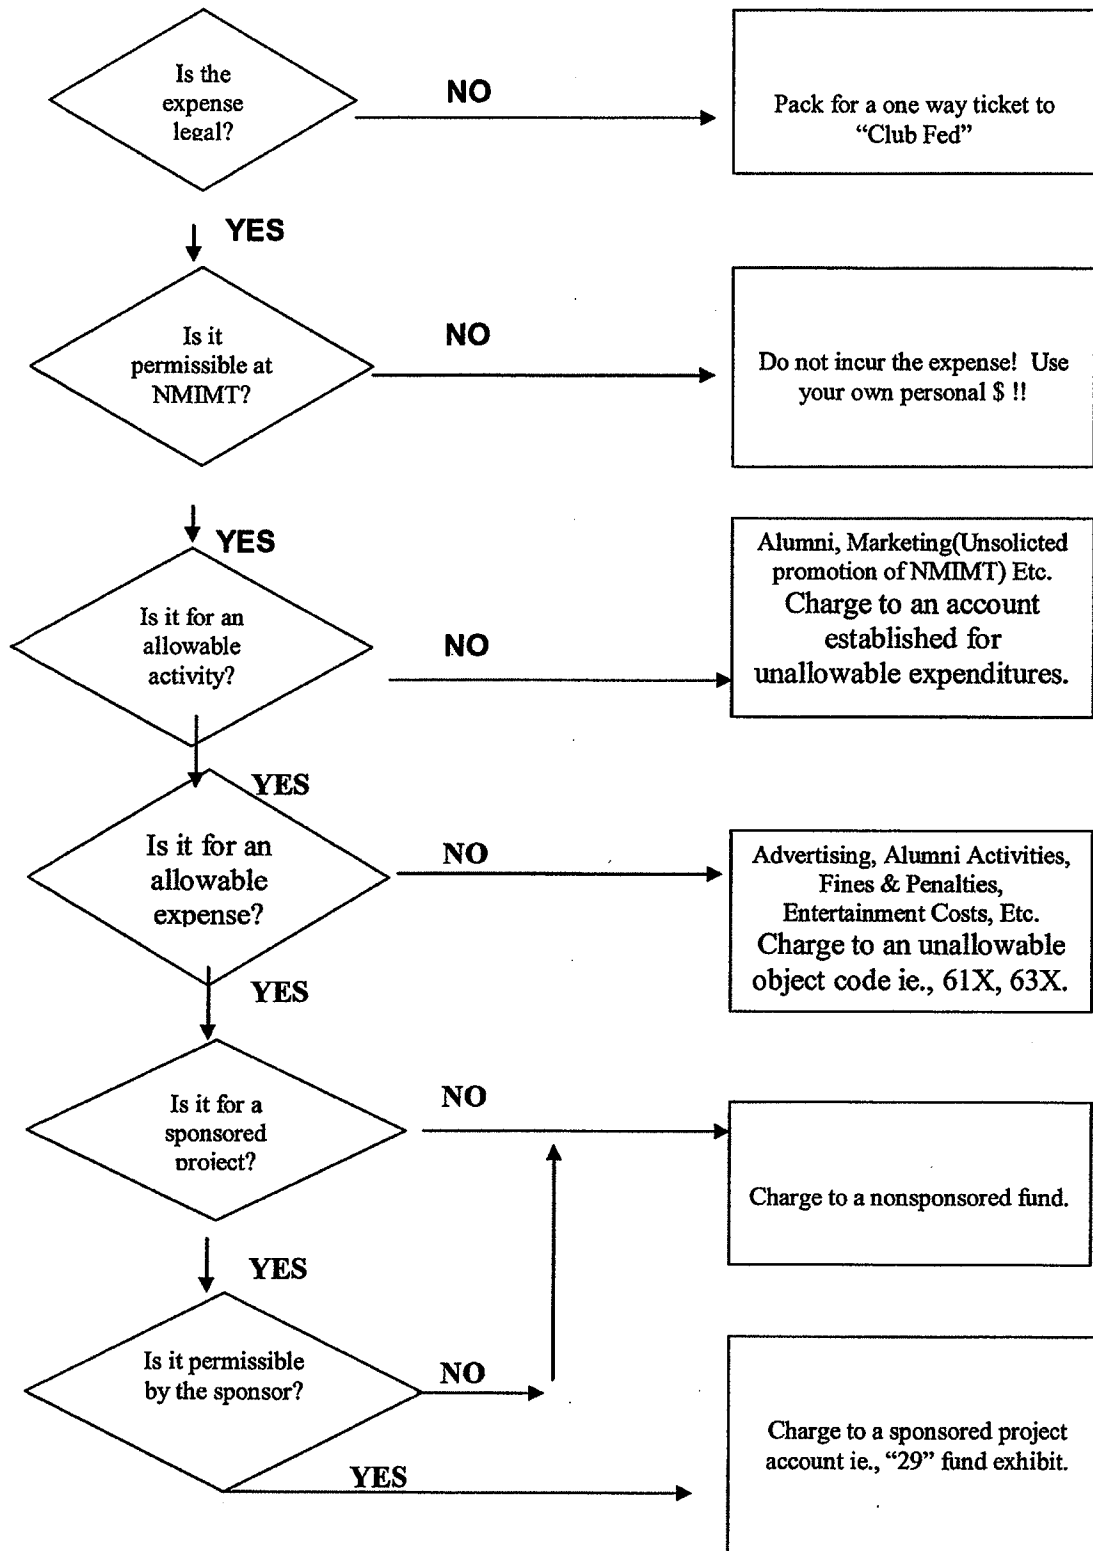 Is the
expense
legal?
NO
Pack for a one way ticket to
“Club Fed”
YES
Is it
permissible at
NMIMT?
NO
Do not incur the expense! Use
your own personal $ !!
YES
Is it for an
allowable
activity?
NO
Alumni, Marketing(Unsolicted
promotion of NMIMT) Etc.
Charge to an account
established for
unallowable expenditures.
YES
Is it for an
allowable
expense?
NO
Advertising, Alumni Activities,
Fines & Penalties,
Entertainment Costs, Etc.
Charge to an unallowable
object code ie., 61X, 63X.
YES
Is it for a
sponsored
project?
NO
Charge to a nonsponsored fund.
YES
Is it permissible
by the sponsor?
NO
YES
Charge to a sponsored project
account ie., “29” fund exhibit.